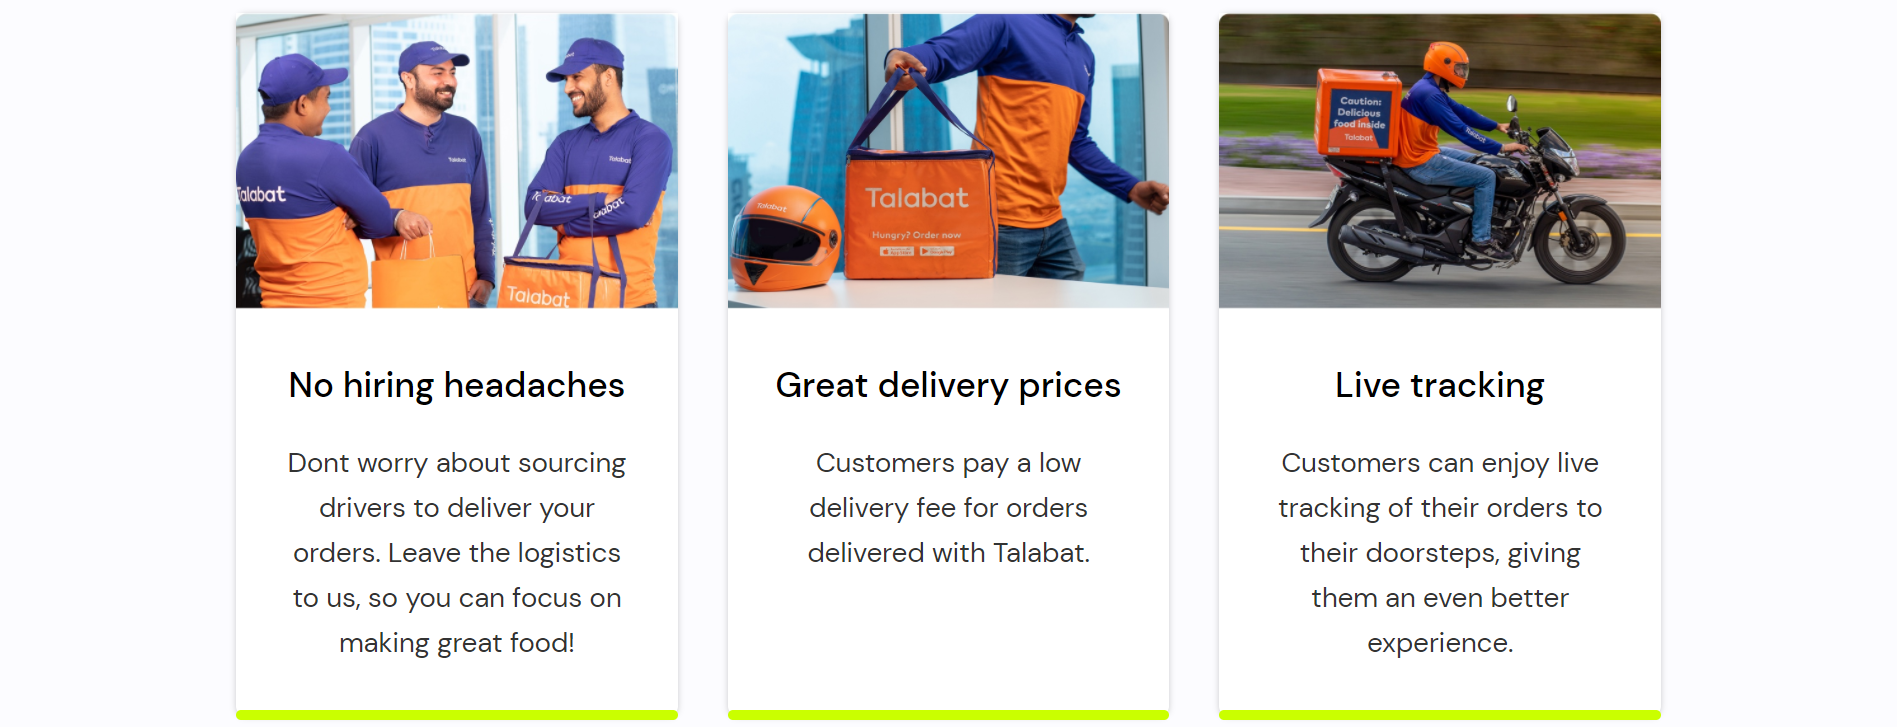 Talabat
Talabat
Talabat
Talabat
Talabat
Talabat
Talabat
Hungry? Order now
Caution:
Delicious
food inside
Talabat
Talabat
No hiring headaches
Dont worry about sourcing
drivers to deliver your
orders. Leave the logistics
to us, so you can focus on
making great food!
Great delivery prices
Customers pay a low
delivery fee for orders
delivered with Talabat.
Live tracking
Customers can enjoy live
tracking of their orders to
their doorsteps, giving
them an even better
experience.